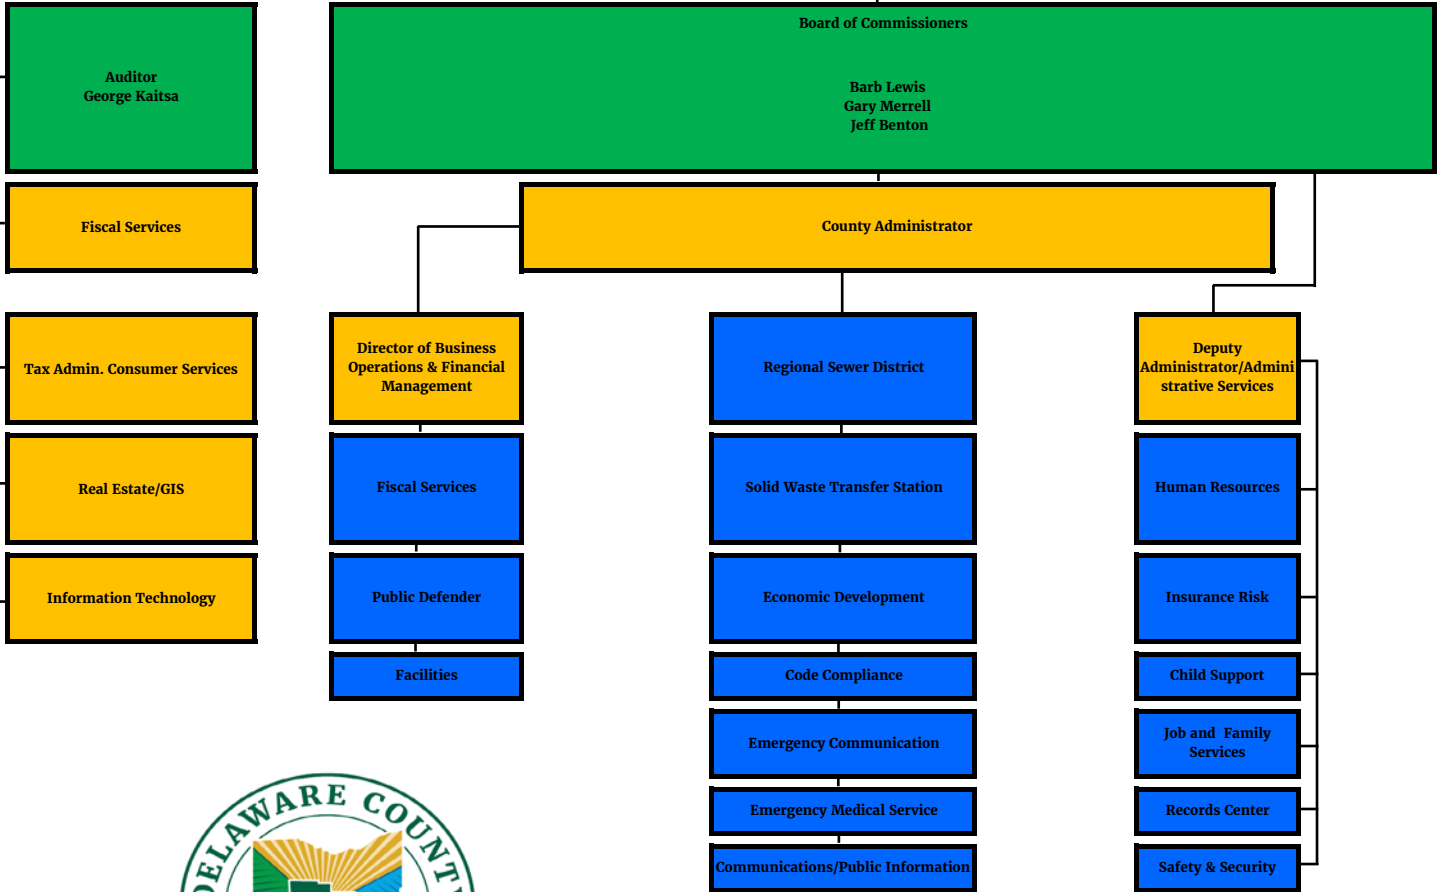 Auditor
George Kaitsa
Fiscal Services
Tax Admin. Consumer Services
Real Estate/GIS
Information Technology
Board of Commissioners
Barb Lewis
Gary Merrell
Jeff Benton
County Administrator
Director of Business
Operations & Financial
Management
Fiscal Services
Public Defender
Facilities
Regional Sewer District
Solid Waste Transfer Station
Economic Development
Code Compliance
Emergency Communication
Emergency Medical Service
Communications/Public Information
Deputy
Administrator/Admini
strative Services
Human Resources
Insurance Risk
Child Support
Job and  Family
Services
Records Center
Safety & Security
DELAWARE COUNTY